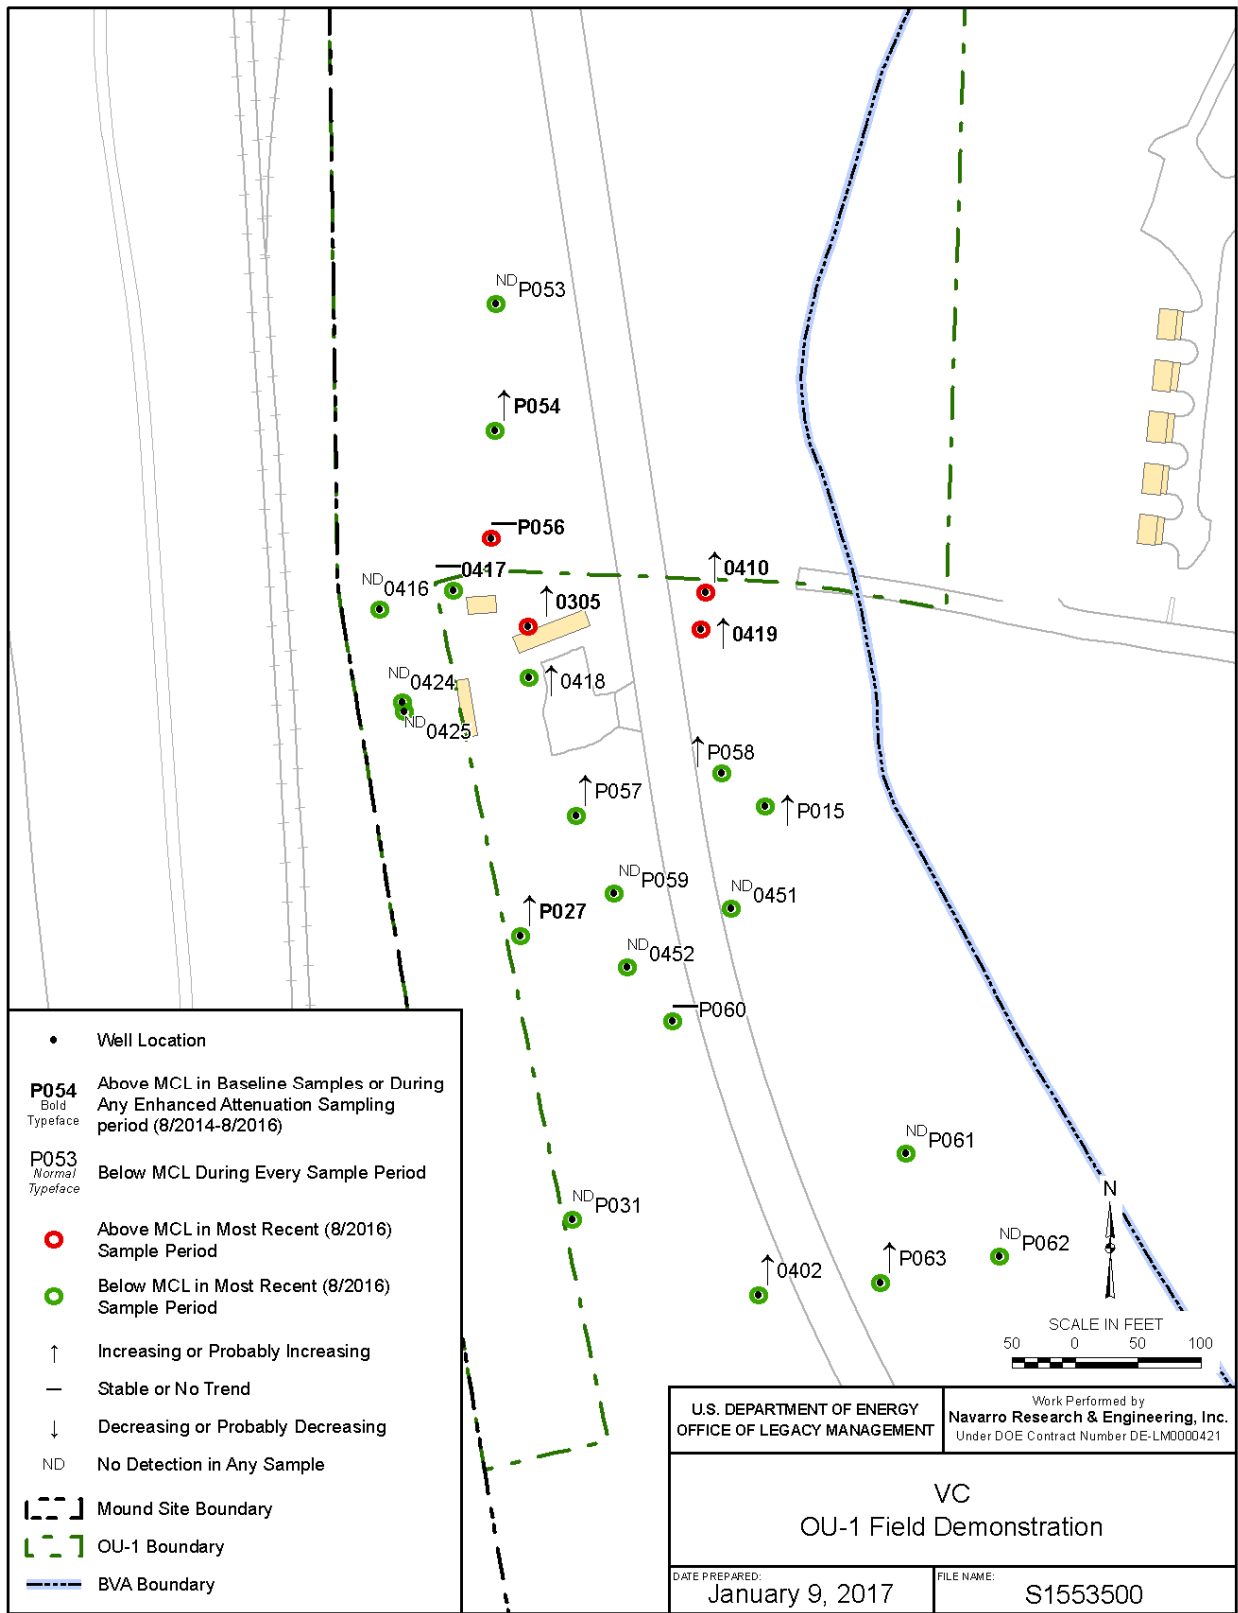 ND P053
P054
P056
0417
ND 0416
0410
0305
0419
0418
ND 0424
ND 0425
P058
P057
P015
ND P059
ND 0451
P027
ND 0452
P060
ND P061
ND P031
ND P062
P063
0402
N
SCALE IN FEET
50 0 50 100
Well Location
P054
Bold
Typeface
Above MCL in Baseline Samples or During
Any Enhanced Attenuation Sampling
period (8/2014-8/2016)
P053
Normal
Typeface
Below MCL During Every Sample Period
Above MCL in Most Recent (8/2016)
Sample Period
Below MCL in Most Recent (8/2016)
Sample Period
↑ Increasing or Probably Increasing
– Stable or No Trend
↓ Decreasing or Probably Decreasing
ND No Detection in Any Sample
Mound Site Boundary
OU-1 Boundary
BVA Boundary
U.S. DEPARTMENT OF ENERGY
OFFICE OF LEGACY MANAGEMENT
Work Performed by
Navarro Research & Engineering, Inc.
Under DOE Contract Number DE-LM0000421
VC
OU-1 Field Demonstration
DATE PREPARED:
January 9, 2017
FILE NAME:
S1553500